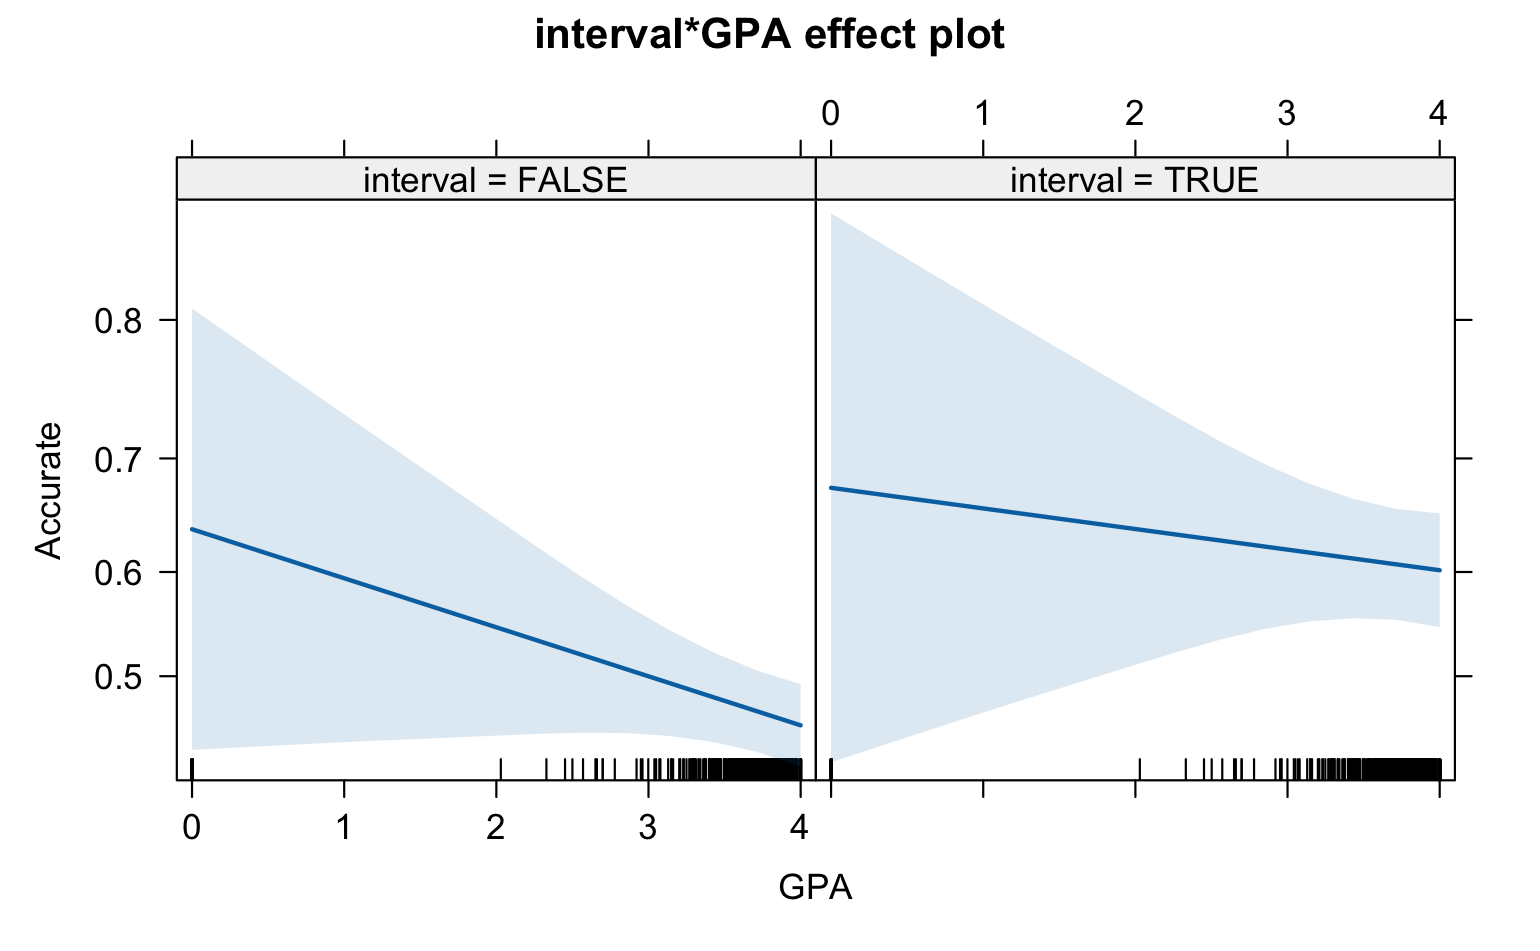 interval*GPA effect plot
0 1 2 3 4
interval = FALSE interval = TRUE
0.8
0.7
0.6
0.5
Accurate
0 1 2 3 4
GPA